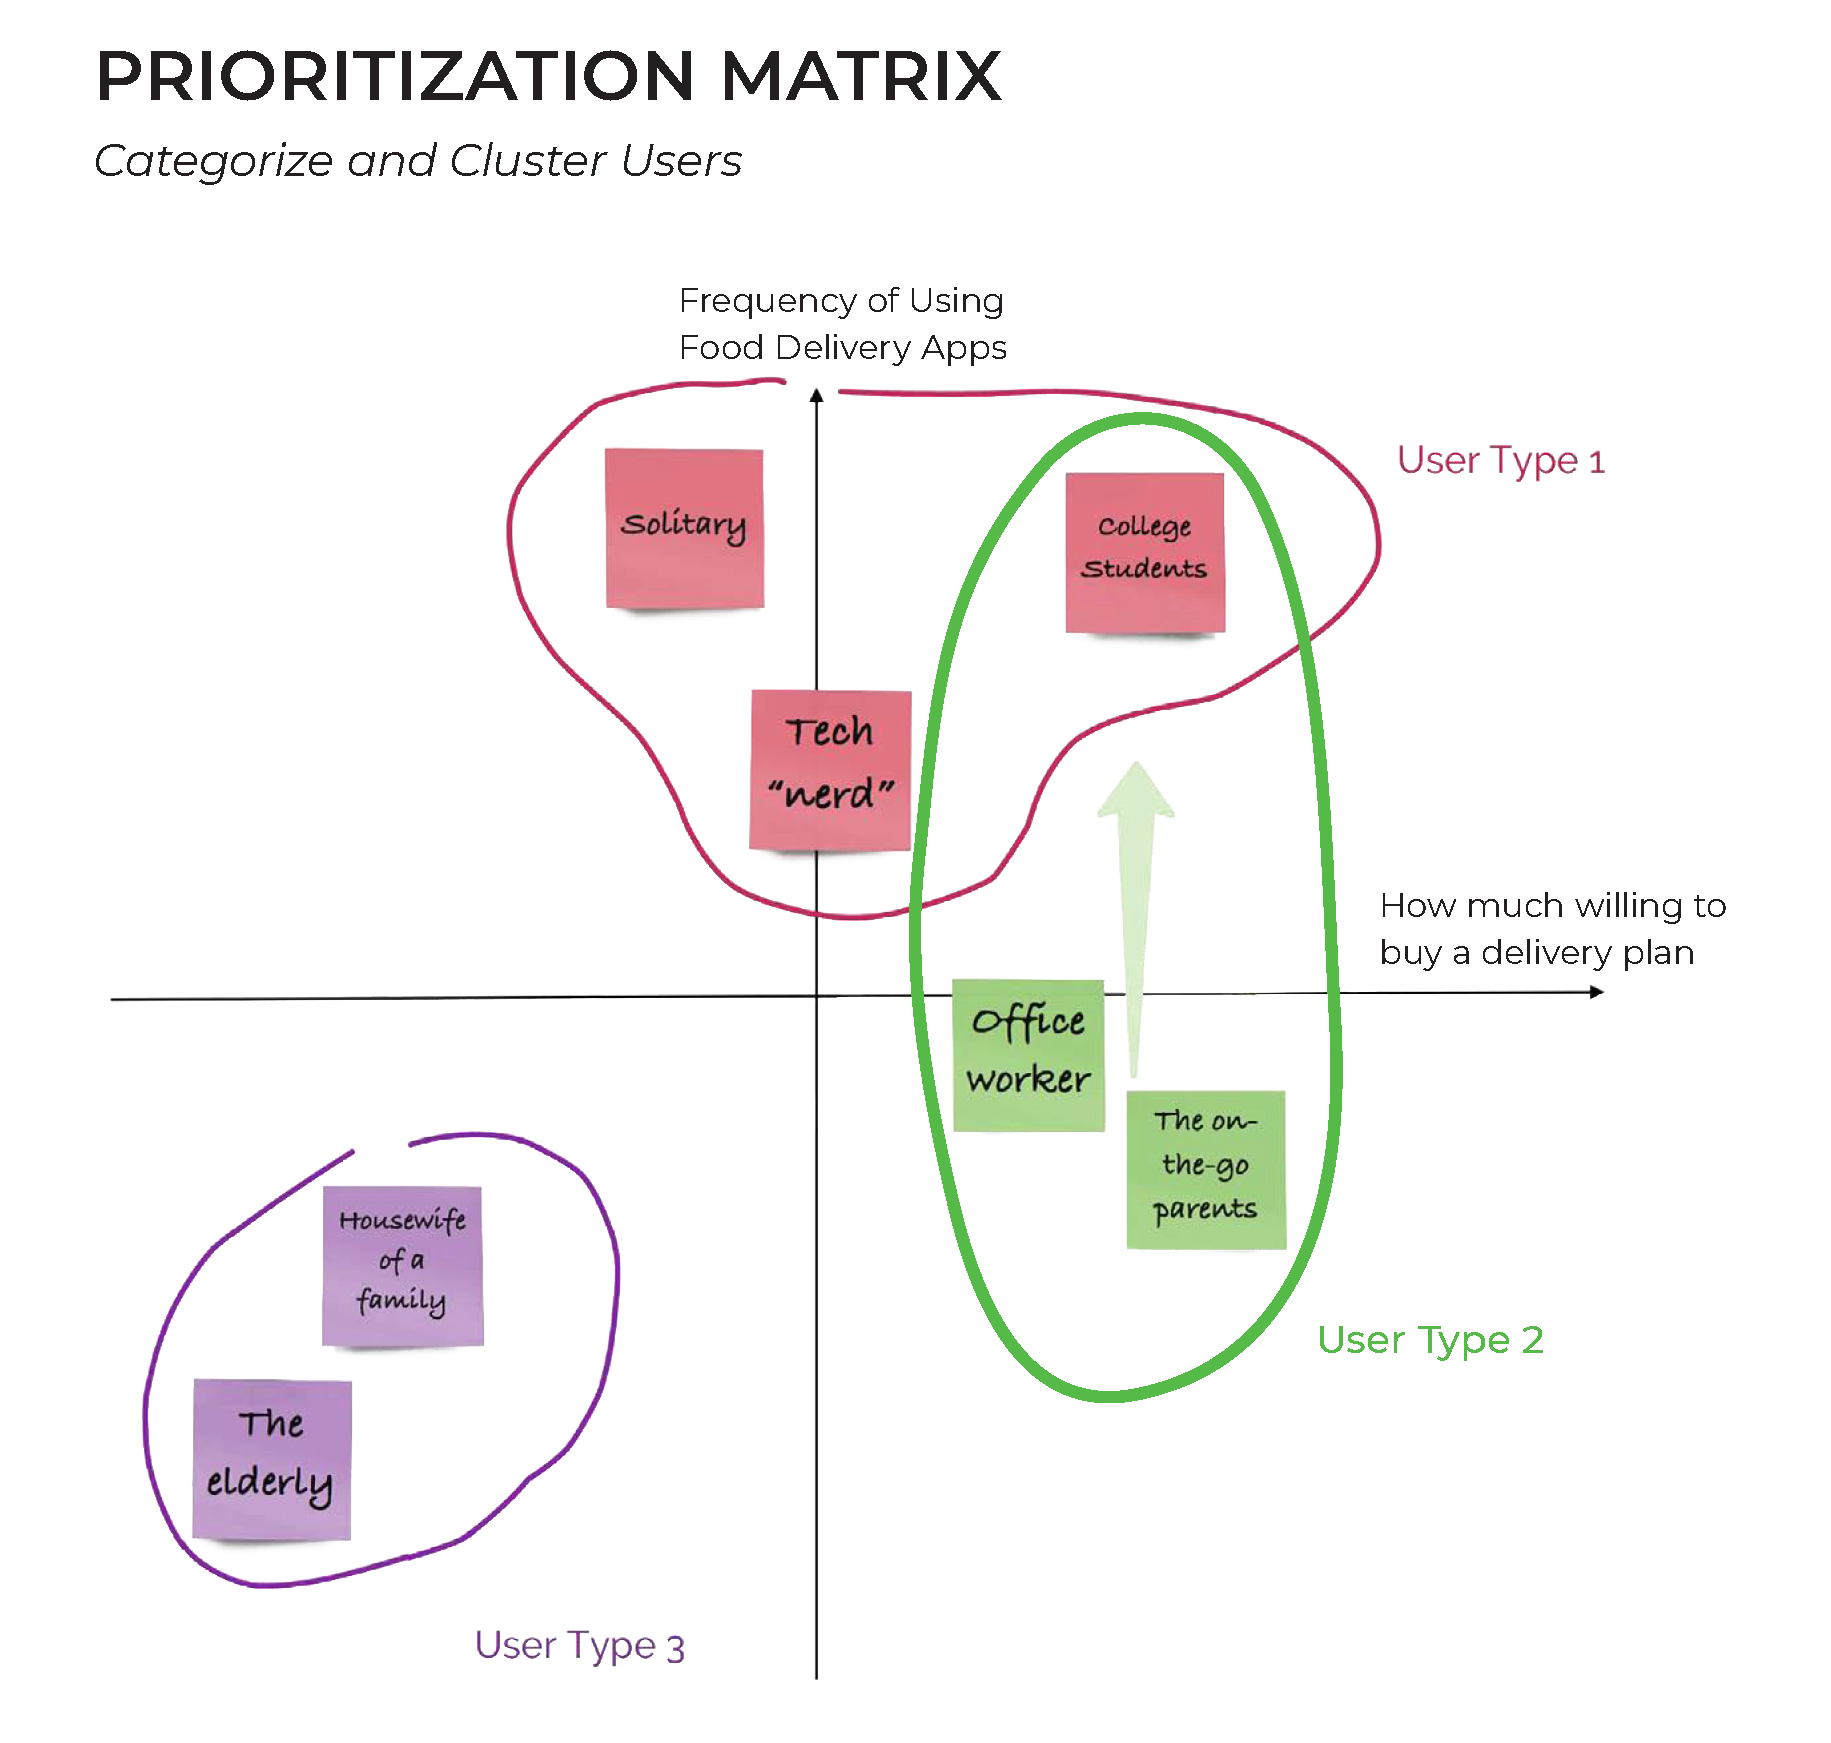 PRIORITIZATION MATRIX
Categorize and Cluster Users
Frequency of Using
Food Delivery Apps
User Type 1
Solitary
College
Students
Tech
“nerd”
How much willing to
buy a delivery plan
Office
worker
The on-
the-go
parents
User Type 2
Housewife
of a
family
The
elderly
User Type 3